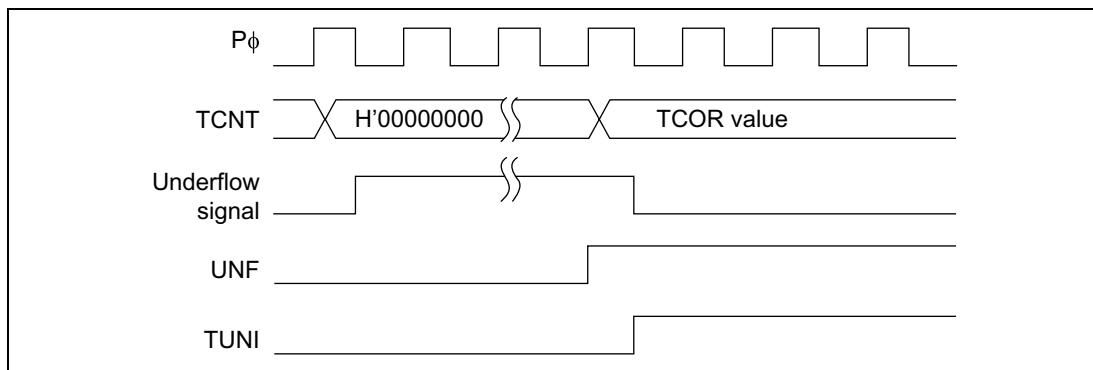 Pϕ
TCNT H'00000000 TCOR value
Underflow
signal
UNF
TUNI